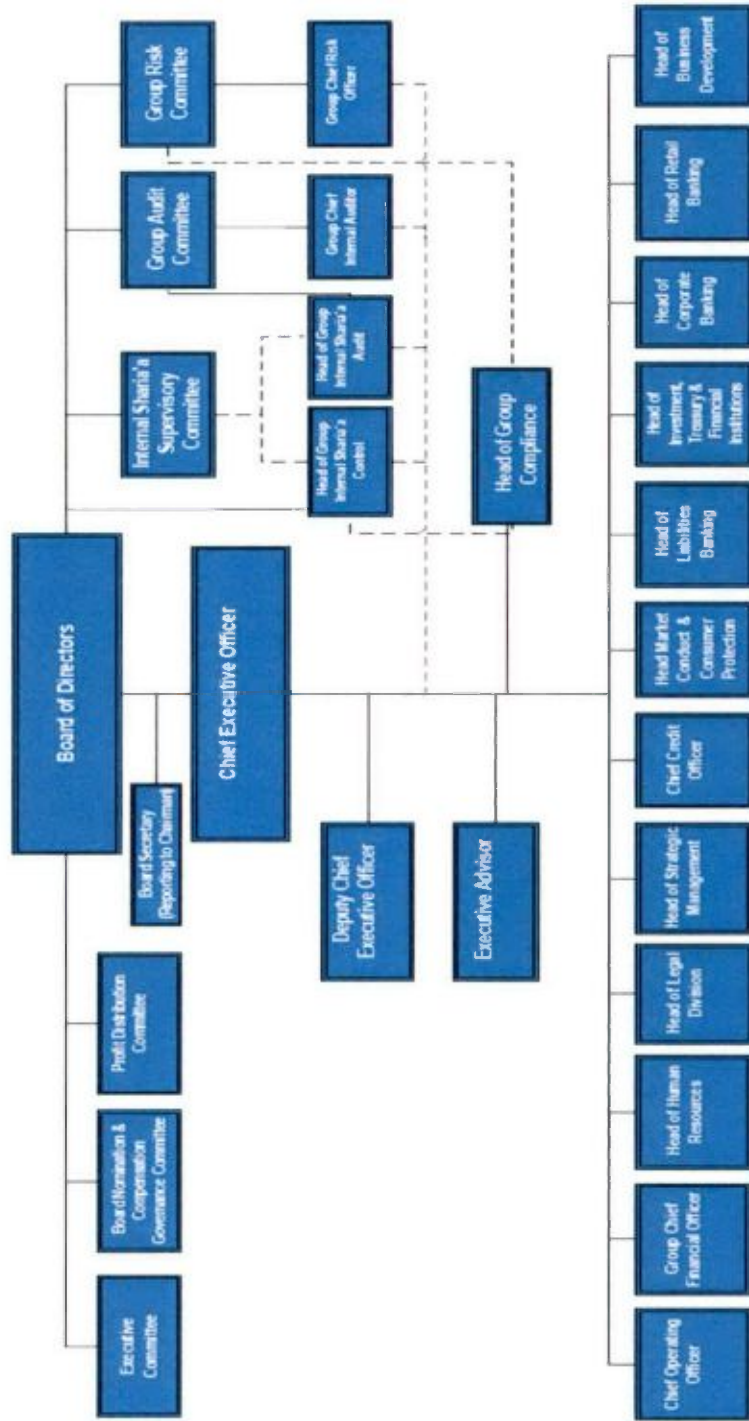 Board of Directors
Board Secretary
(Reporting to Chairman)
Chief Executive Officer
Executive
Committee
Board Nomination &
Compensation
Governance Committee
Profit Distribution
Committee
Internal Sharia'a
Supervisory
Committee
Group Audit
Committee
Group Risk
Committee
Head of Group
Internal Sharia'a
Control
Head of Group
Internal Sharia'a
Audit
Group Chief
Internal Auditor
Group Chief Risk
Officer
Deputy Chief
Executive Officer
Executive Advisor
Head of Group
Compliance
Chief Operating
Officer
Group Chief
Financial Officer
Head of Human
Resources
Head of Legal
Division
Head of Strategic
Management
Chief Credit
Officer
Head Market
Conduct &
Consumer
Protection
Head of
Liabilities
Banking
Head of
Investment,
Treasury &
Financial
Institutions
Head of
Corporate
Banking
Head of Retail
Banking
Head of
Business
Development